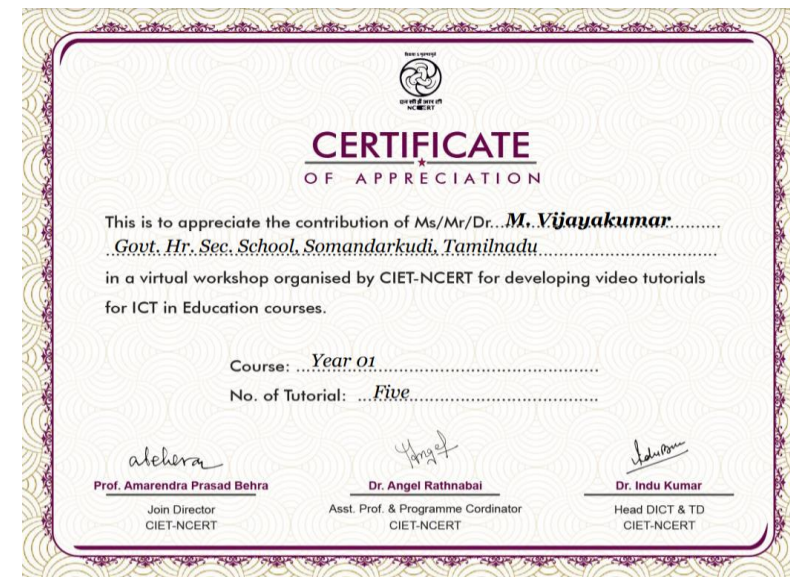 एन सी ई आर टी
NCERT
CERTIFICATE
OF APPRECIATION
This is to appreciate the contribution of Ms/Mr/Dr...M. Vijayakumar..........
..Govt. Hr. Sec. School, Somandarkudi, Tamilnadu..........
in a virtual workshop organised by CIET-NCERT for developing video tutorials
for ICT in Education courses.
Course: ...Year 01..........
No. of Tutorial: ...Five..........
Prof. Amarendra Prasad Behra
Dr. Angel Rathnabai
Dr. Indu Kumar
Join Director
Asst. Prof. & Programme Cordinator
Head DICT & TD
CIET-NCERT
CIET-NCERT
CIET-NCERT